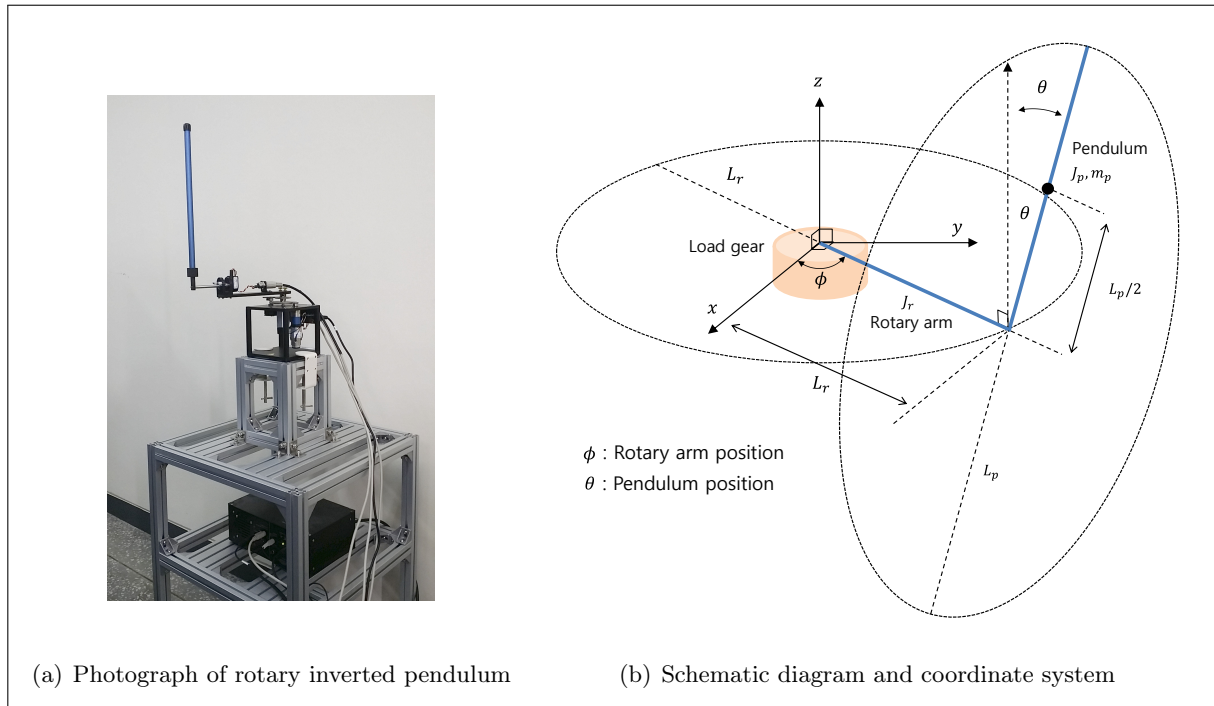 z
θ
Pendulum
J_p, m_p
L_r
θ
y
Load gear
ϕ
L_p/2
J_r
x
Rotary arm
L_r
ϕ : Rotary arm position
θ : Pendulum position
L_p
(a) Photograph of rotary inverted pendulum
(b) Schematic diagram and coordinate system